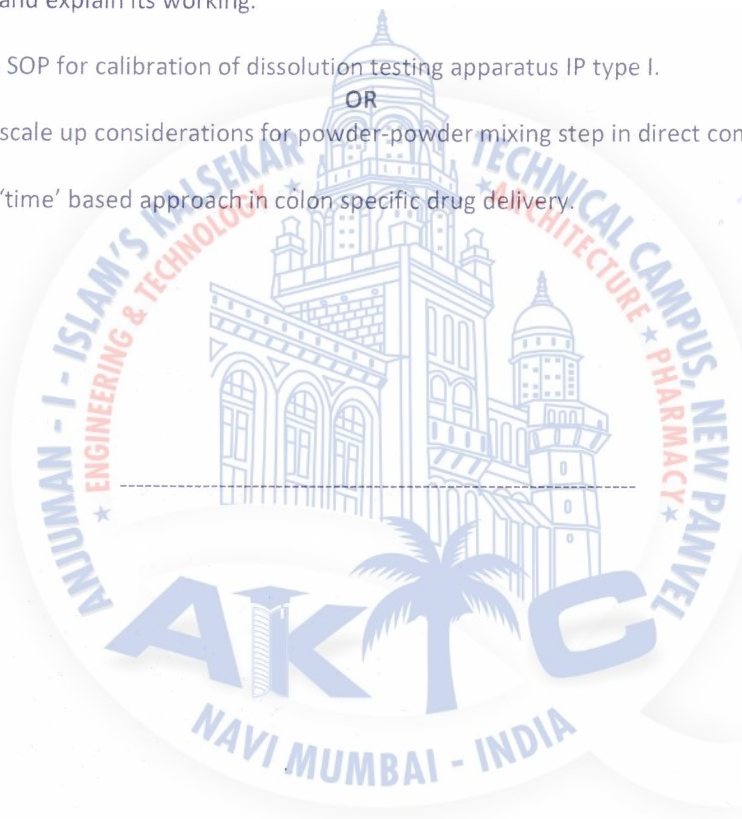 and explain its working.
SOP for calibration of dissolution testing apparatus IP type I.
OR
scale up considerations for powder-powder mixing step in direct
'time' based approach in colon specific drug delivery.
ANJUMAN - I - ISLAM'S KALSEKAR TECHNICAL CAMPUS, NEW PANVEL
★ ENGINEERING & TECHNOLOGY ★ ★ ARCHITECTURE ★ PHARMACY ★
AKTC
NAVI MUMBAI - INDIA